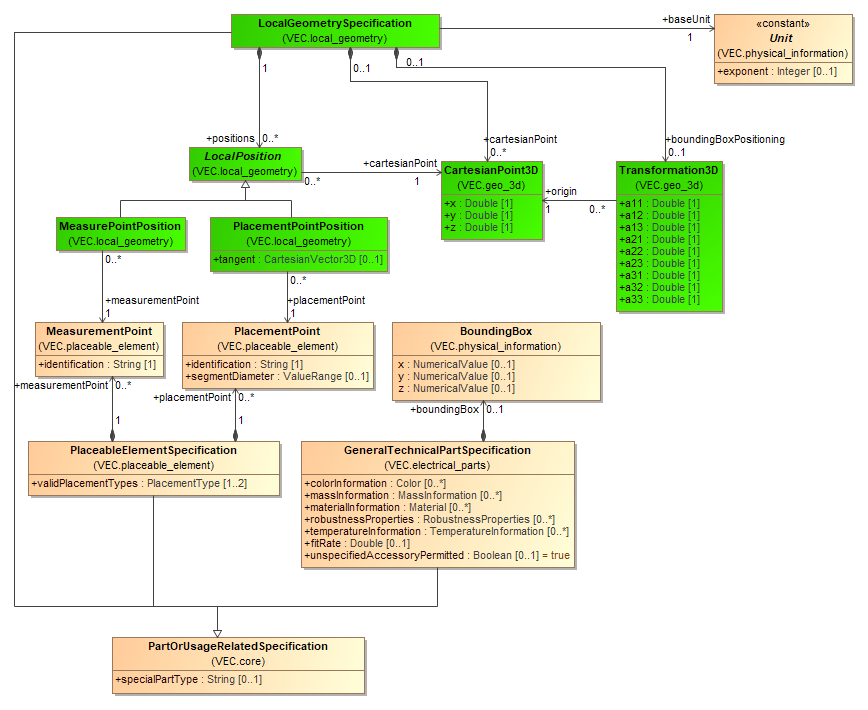 LocalGeometrySpecification
(VEC.local_geometry)
+baseUnit
1
«constant»
Unit
(VEC.physical_information)
+exponent : Integer [0..1]
1
0..1
0..1
+positions 0..*
+cartesianPoint
0..*
+boundingBoxPositioning
0..1
LocalPosition
(VEC.local_geometry)
0..*
+cartesianPoint
1
CartesianPoint3D
(VEC.geo_3d)
+x : Double [1]
+y : Double [1]
+z : Double [1]
+origin
1
0..*
Transformation3D
(VEC.geo_3d)
+a11 : Double [1]
+a12 : Double [1]
+a13 : Double [1]
+a21 : Double [1]
+a22 : Double [1]
+a23 : Double [1]
+a31 : Double [1]
+a32 : Double [1]
+a33 : Double [1]
MeasurePointPosition
(VEC.local_geometry)
PlacementPointPosition
(VEC.local_geometry)
+tangent : CartesianVector3D [0..1]
0..*
+measurementPoint
1
0..*
+placementPoint
1
MeasurementPoint
(VEC.placeable_element)
+identification : String [1]
PlacementPoint
(VEC.placeable_element)
+identification : String [1]
+segmentDiameter : ValueRange [0..1]
BoundingBox
(VEC.physical_information)
x : NumericalValue [0..1]
y : NumericalValue [0..1]
z : NumericalValue [0..1]
+measurementPoint 0..*
1
+placementPoint 0..*
1
+boundingBox 0..1
PlaceableElementSpecification
(VEC.placeable_element)
+validPlacementTypes : PlacementType [1..2]
GeneralTechnicalPartSpecification
(VEC.electrical_parts)
+colorInformation : Color [0..*]
+massInformation : MassInformation [0..*]
+materialInformation : Material [0..*]
+robustnessProperties : RobustnessProperties [0..*]
+temperatureInformation : TemperatureInformation [0..*]
+fitRate : Double [0..1]
+unspecifiedAccessoryPermitted : Boolean [0..1] = true
PartOrUsageRelatedSpecification
(VEC.core)
+specialPartType : String [0..1]